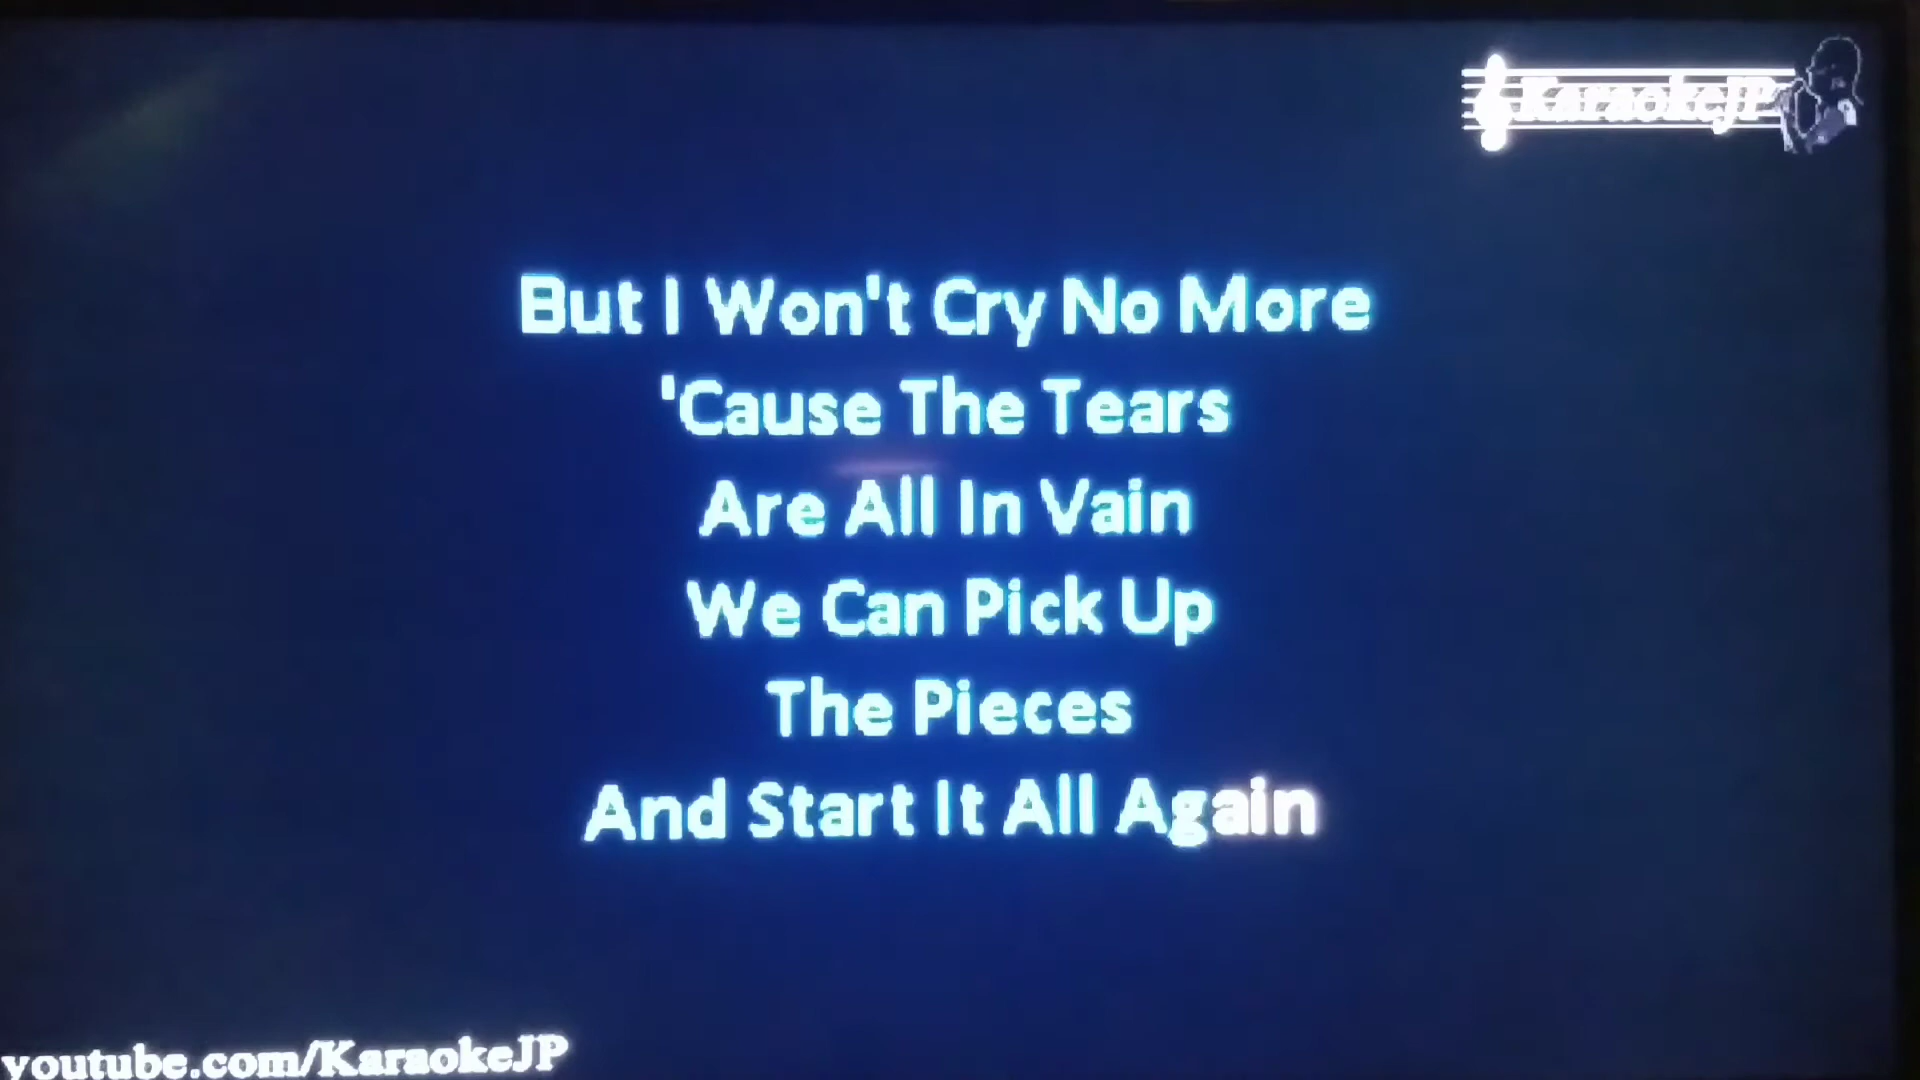 KaraokeJP
But I Won't Cry No More
'Cause The Tears
Are All In Vain
We Can Pick Up
The Pieces
And Start It All Again
youtube.com/KaraokeJP